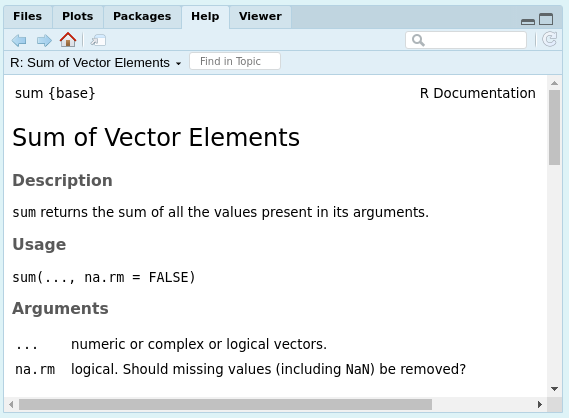 Files Plots Packages Help Viewer
R: Sum of Vector Elements Find in Topic
sum {base} R Documentation
Sum of Vector Elements
Description
sum returns the sum of all the values present in its arguments.
Usage
sum(..., na.rm = FALSE)
Arguments
... numeric or complex or logical vectors.
na.rm logical. Should missing values (including NaN) be removed?